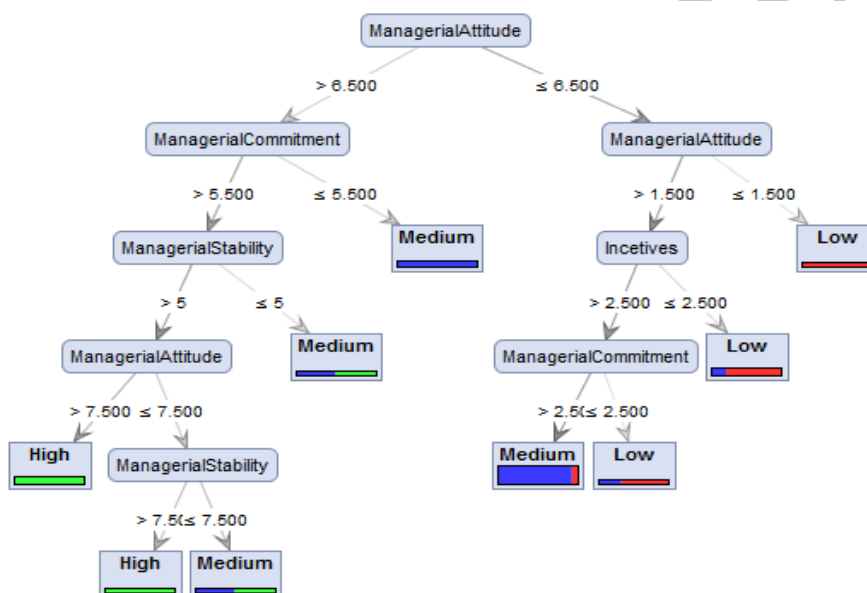 ManagerialAttitude
> 6.500 ≤ 6.500
ManagerialCommitment ManagerialAttitude
> 5.500 ≤ 5.500 > 1.500 ≤ 1.500
ManagerialStability Medium Incetives Low
> 5 ≤ 5 > 2.500 ≤ 2.500
ManagerialAttitude Medium ManagerialCommitment Low
> 7.500 ≤ 7.500 > 2.50 ≤ 2.500
High ManagerialStability Medium Low
> 7.50 ≤ 7.500
High Medium